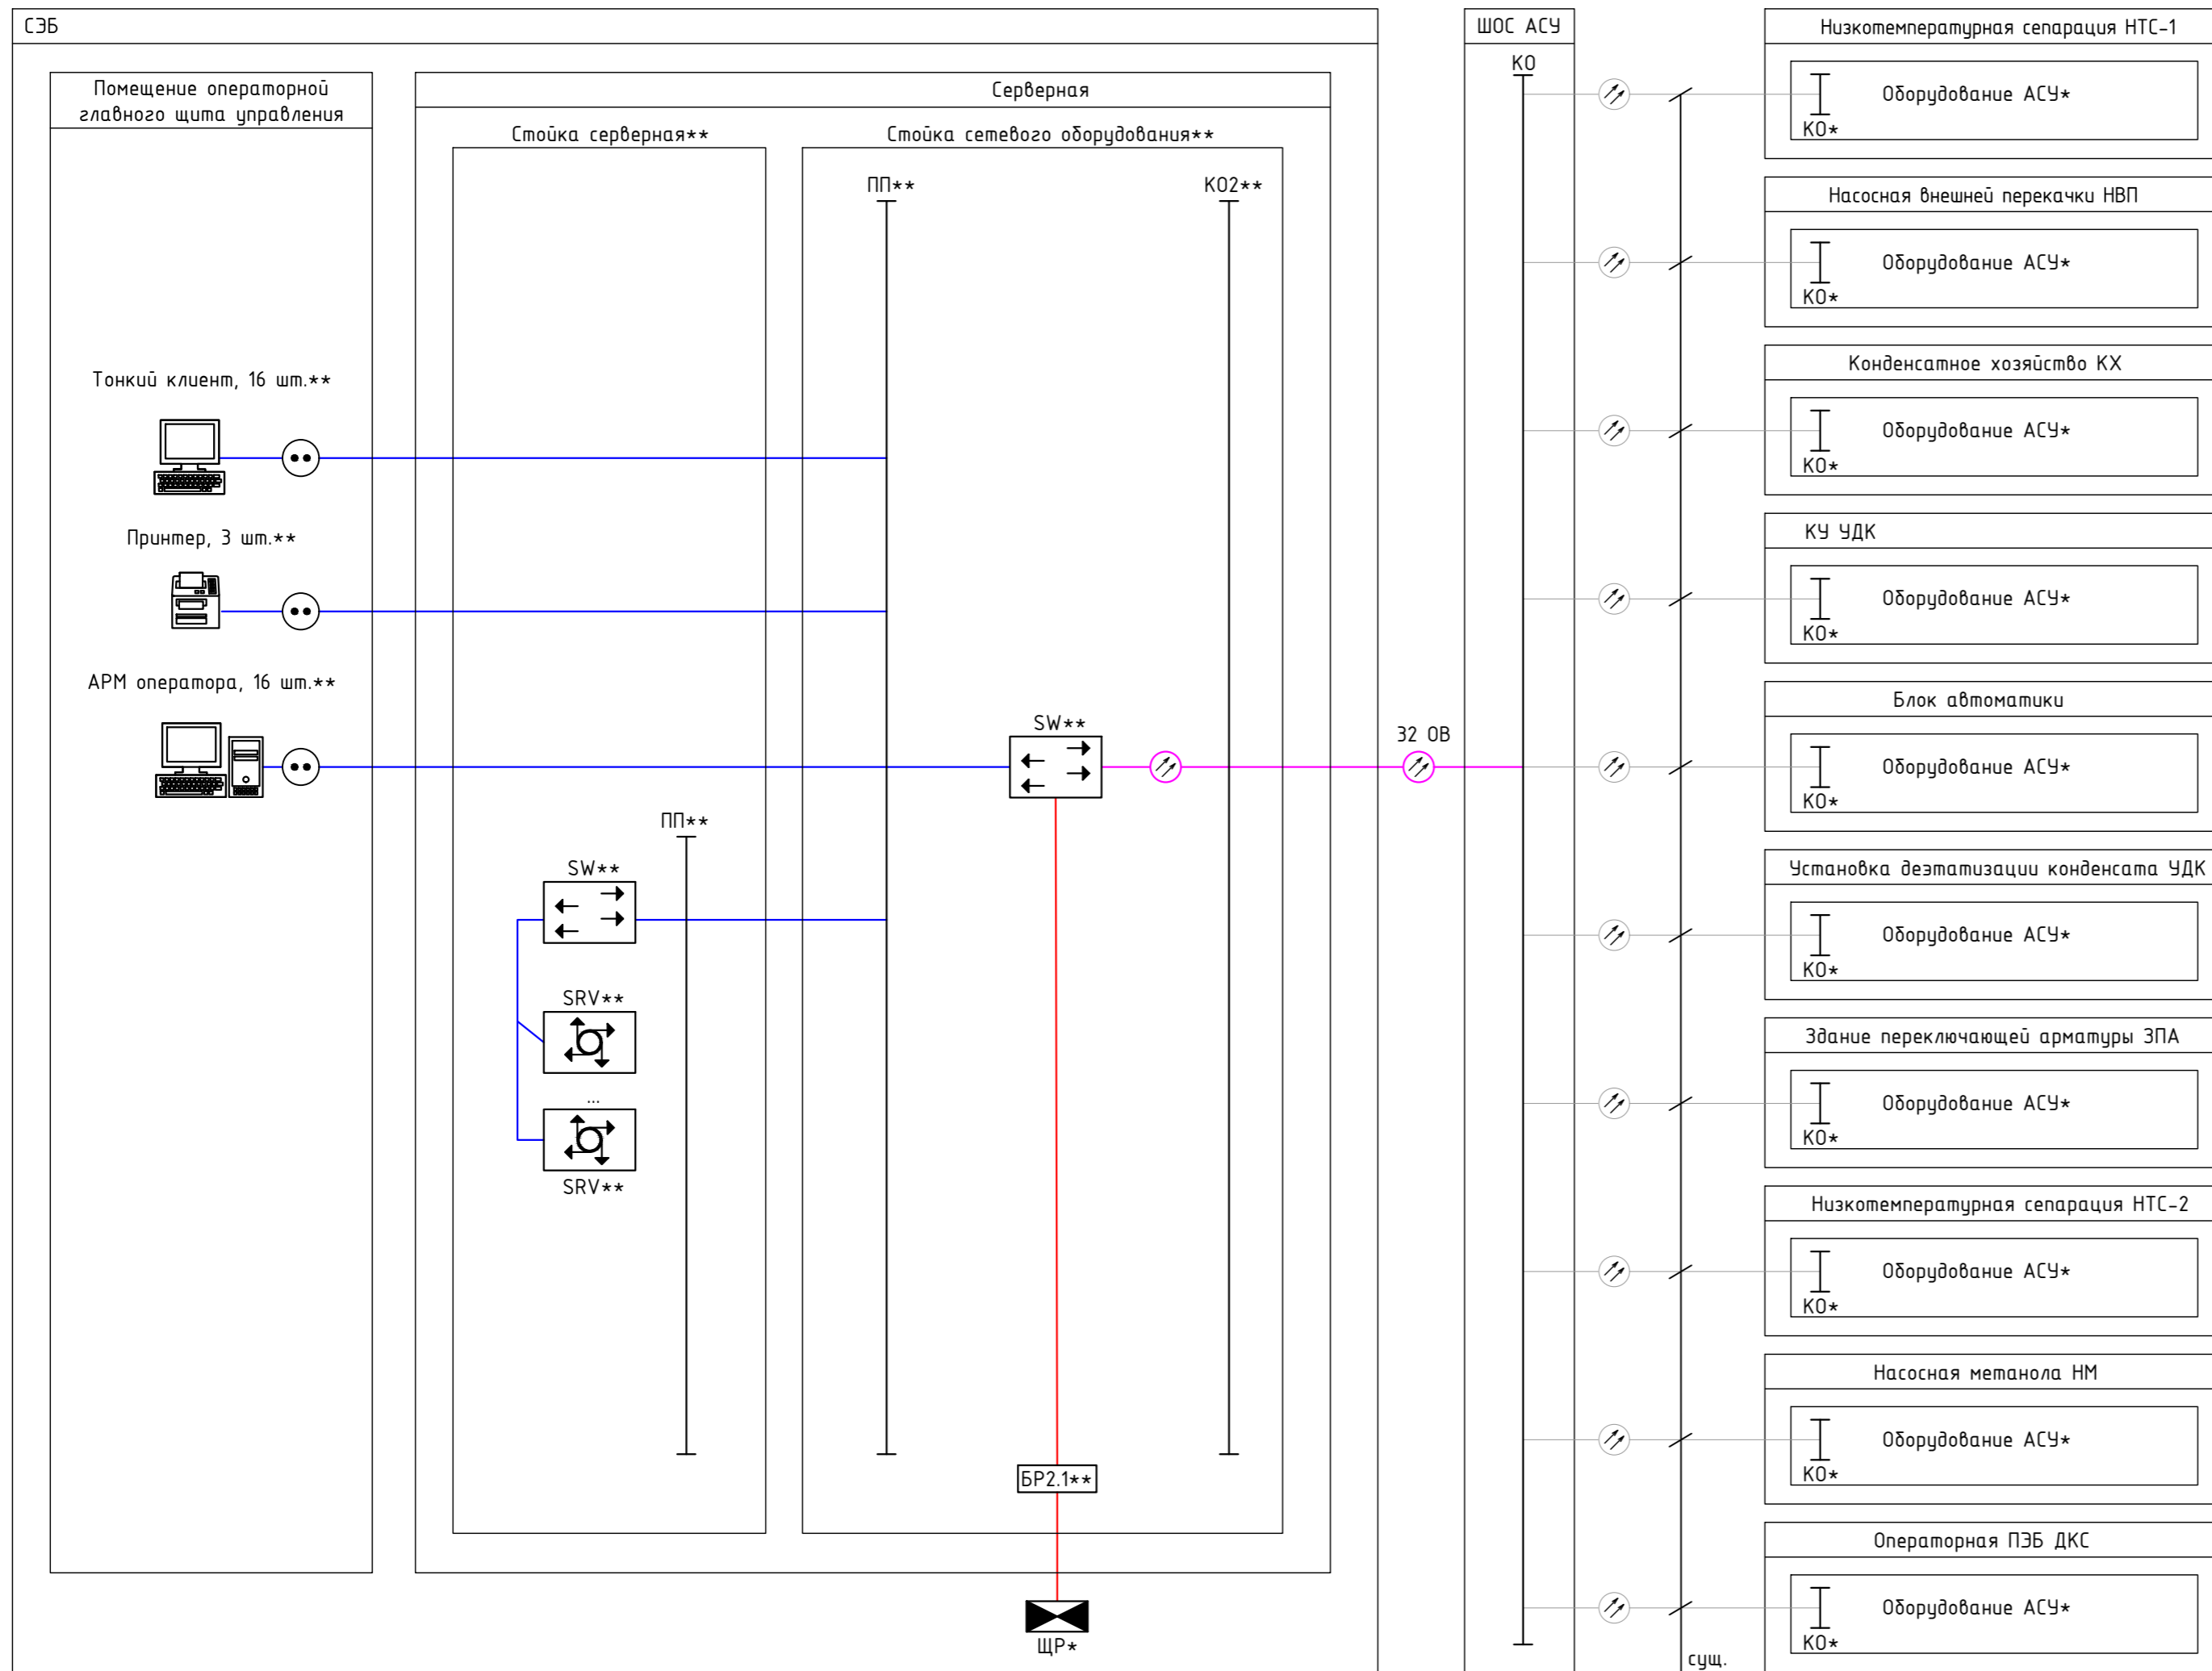 СЭБ
Помещение операторной
главного щита управления
Тонкий клиент, 16 шт.**
Принтер, 3 шт.**
АРМ оператора, 16 шт.**
Серверная
Стойка серверная**
ПП**
SW**
SRV**
...
SRV**
Стойка сетевого оборудования**
ПП**
КО2**
SW**
БР2.1**
ЩР*
32 ОВ
ШОС АСУ
КО
сущ.
Низкотемпературная сепарация НТС-1
Оборудование АСУ*
КО*
Насосная внешней перекачки НВП
Оборудование АСУ*
КО*
Конденсатное хозяйство КХ
Оборудование АСУ*
КО*
КУ УДК
Оборудование АСУ*
КО*
Блок автоматики
Оборудование АСУ*
КО*
Установка деэтатизации конденсата УДК
Оборудование АСУ*
КО*
Здание переключающей арматуры ЗПА
Оборудование АСУ*
КО*
Низкотемпературная сепарация НТС-2
Оборудование АСУ*
КО*
Насосная метанола НМ
Оборудование АСУ*
КО*
Операторная ПЭБ ДКС
Оборудование АСУ*
КО*